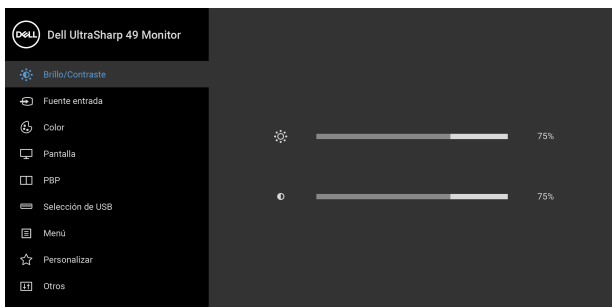 DELL Dell UltraSharp 49 Monitor
Brillo/Contraste
Fuente entrada
Color
75%
Pantalla
PBP
75%
Selección de USB
Menú
Personalizar
Otros